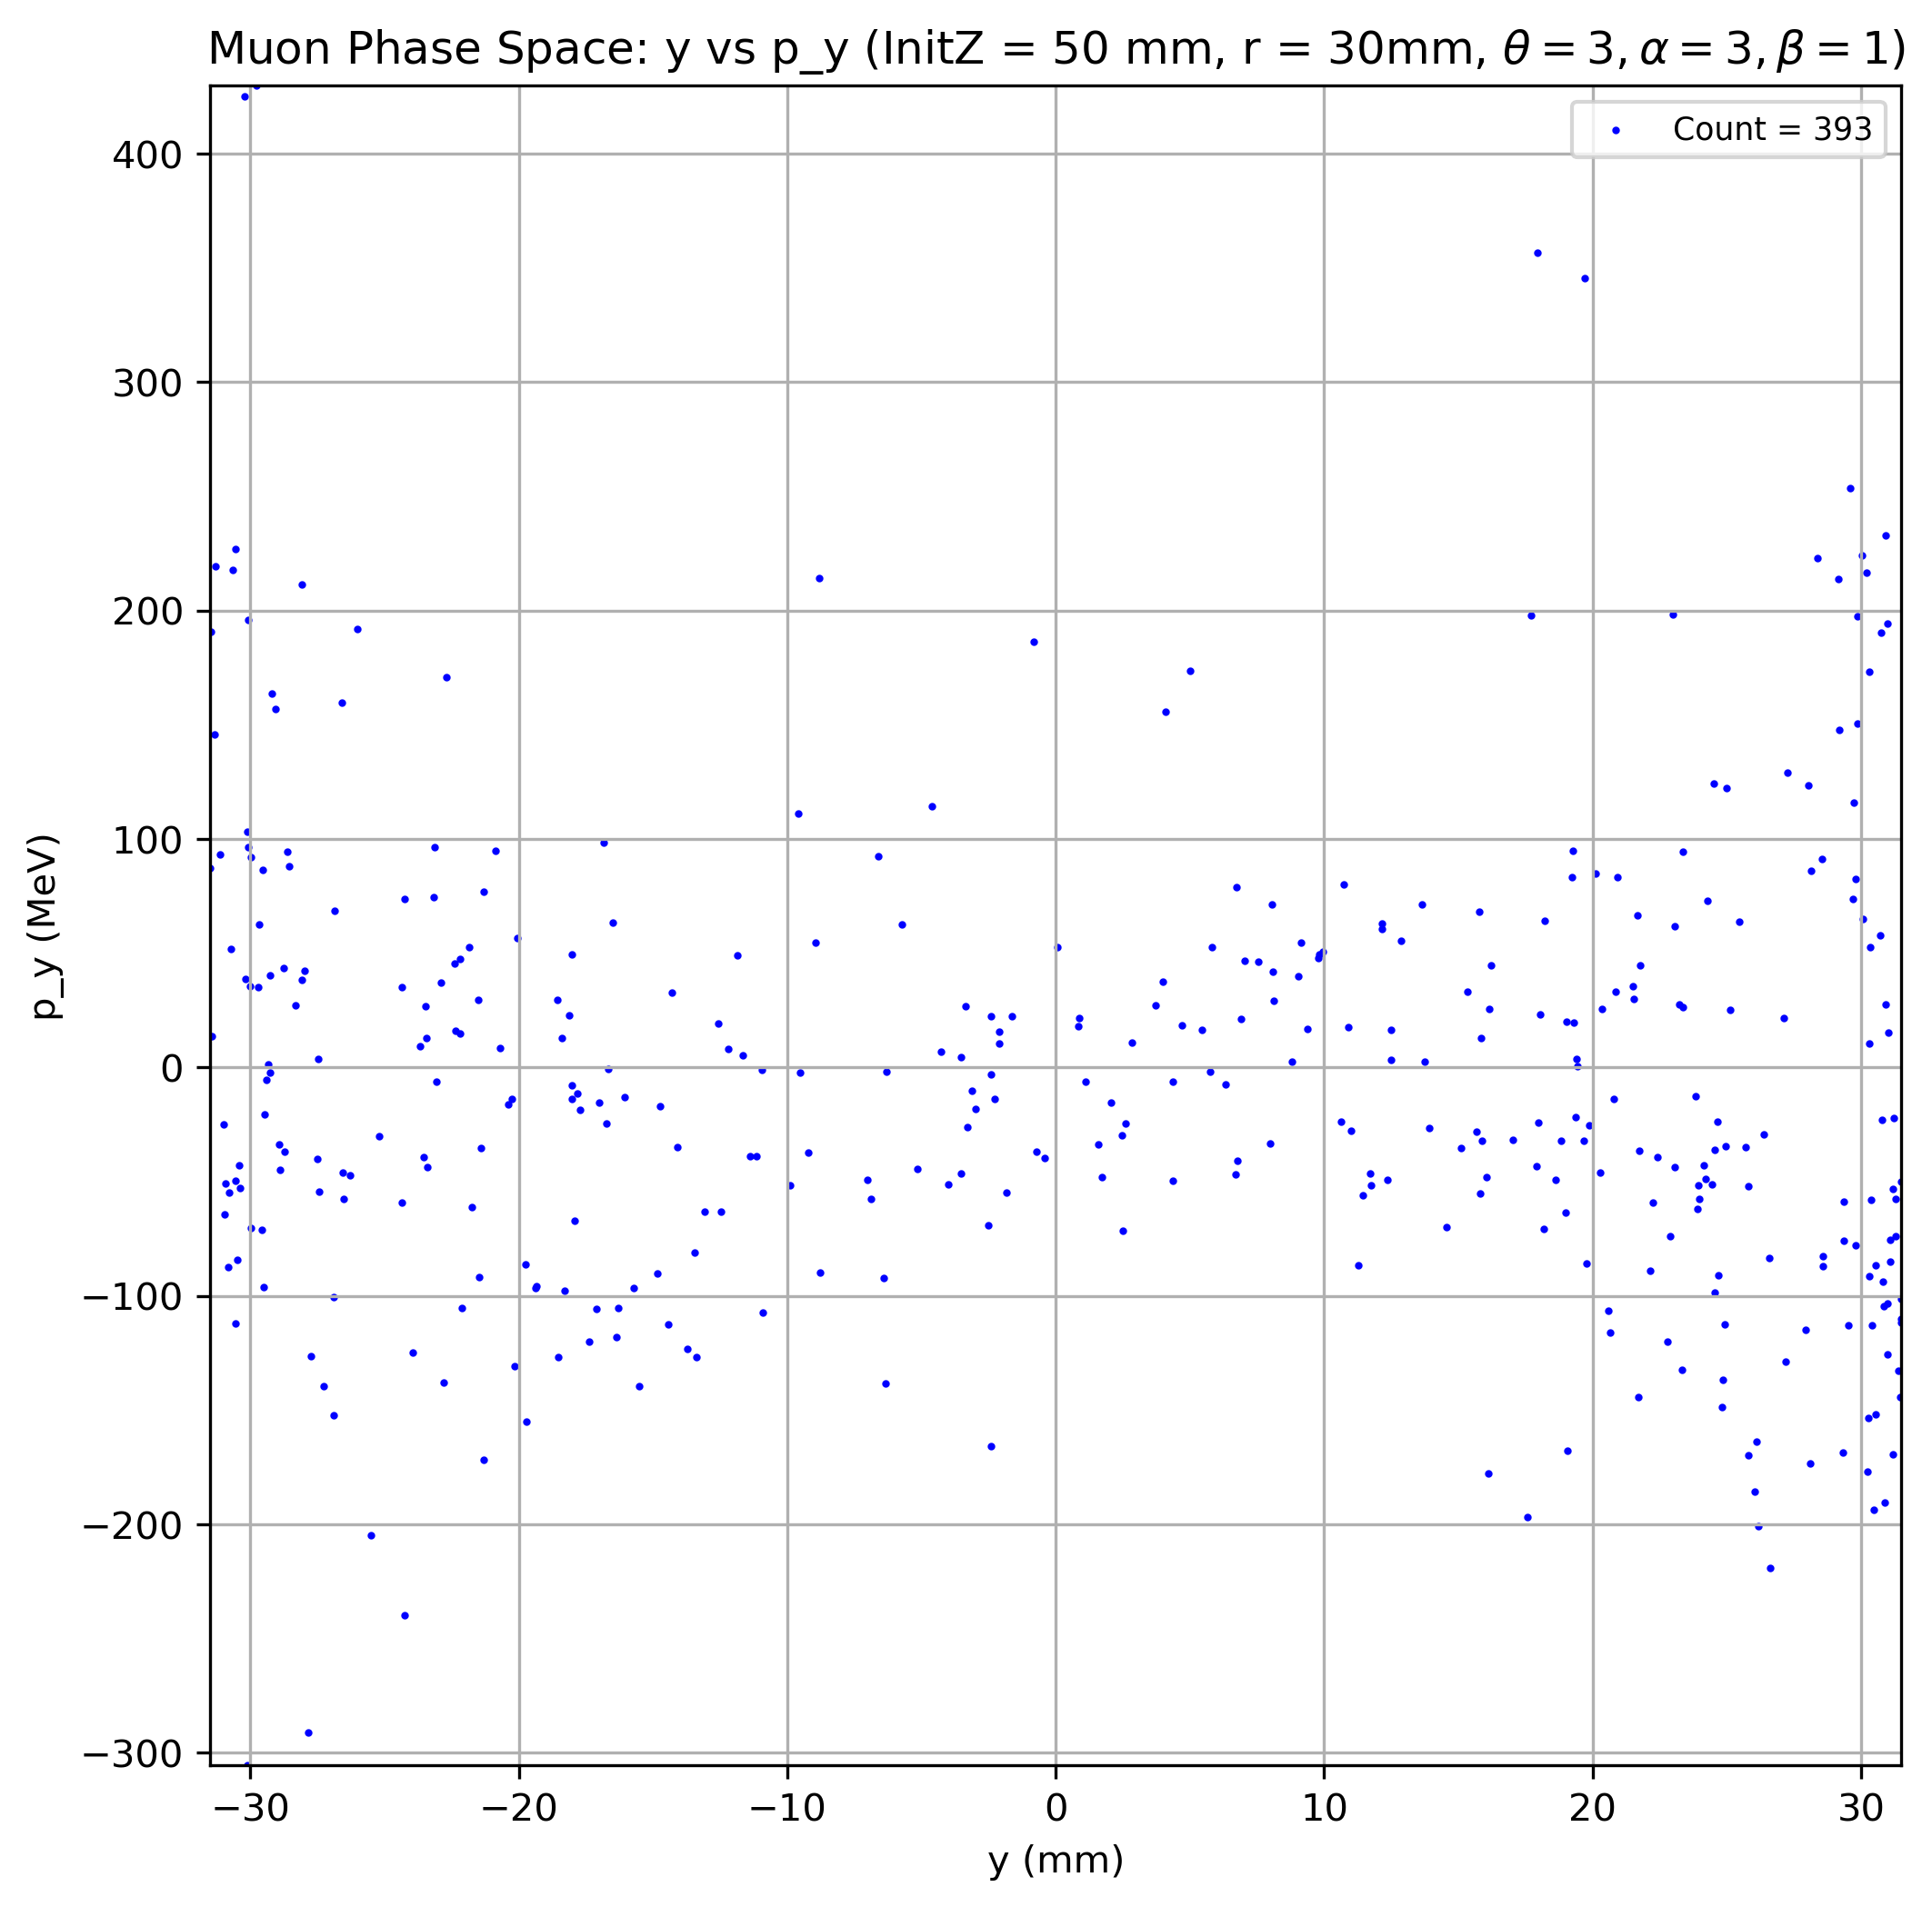 Muon Phase Space: y vs p_y (InitZ = 50 mm, r = 30mm, θ = 3, α = 3, β = 1)
Count = 393
400
300
200
100
0
−100
−200
−300
p_y (MeV)
−30 −20 −10 0 10 20 30
y (mm)